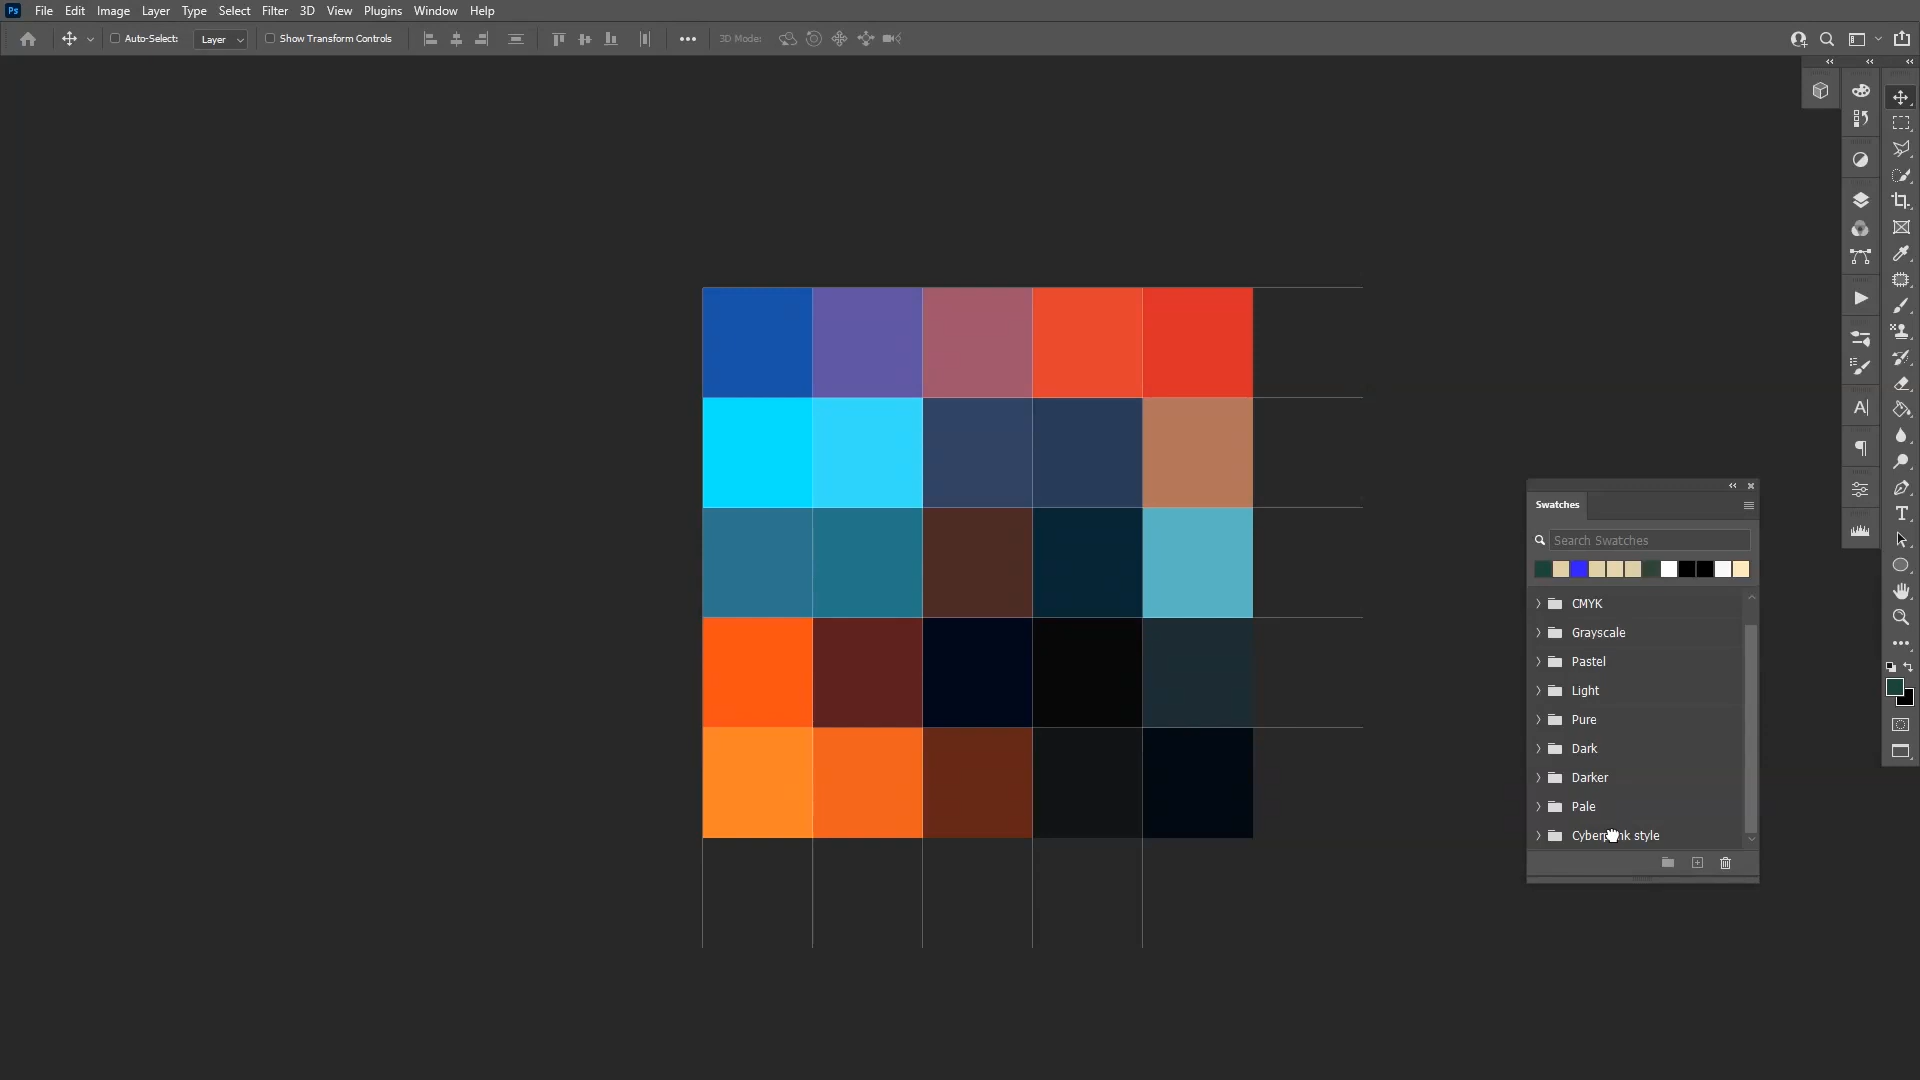 Ps File Edit Image Layer Type Select Filter 3D View Plugins Window Help
Auto-Select: Layer Show Transform Controls 3D Mode:
Swatches
Search Swatches
CMYK
Grayscale
Pastel
Light
Pure
Dark
Darker
Pale
Cyberpunk style